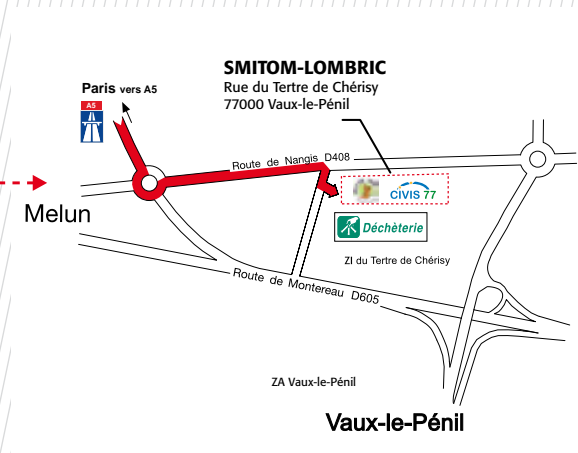 SMITOM-LOMBRIC
Rue du Tertre de Chérisy
77000 Vaux-le-Pénil
Paris vers A5
A5
Route de Nangis D408
Melun
CIVIS 77
Déchèterie
ZI du Tertre de Chérisy
Route de Montereau D605
ZA Vaux-le-Pénil
Vaux-le-Pénil